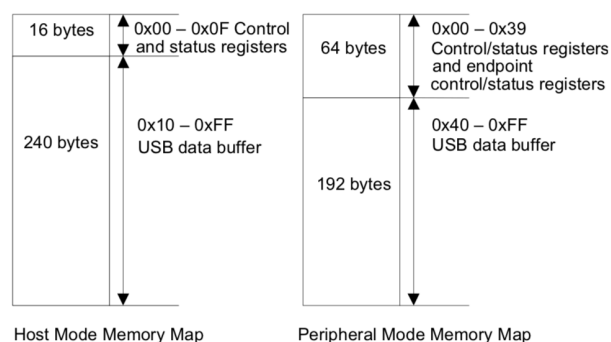 16 bytes
0x00 – 0x0F Control
and status registers
240 bytes
0x10 – 0xFF
USB data buffer
Host Mode Memory Map
64 bytes
0x00 – 0x39
Control/status registers
and endpoint
control/status registers
0x40 – 0xFF
USB data buffer
192 bytes
Peripheral Mode Memory Map